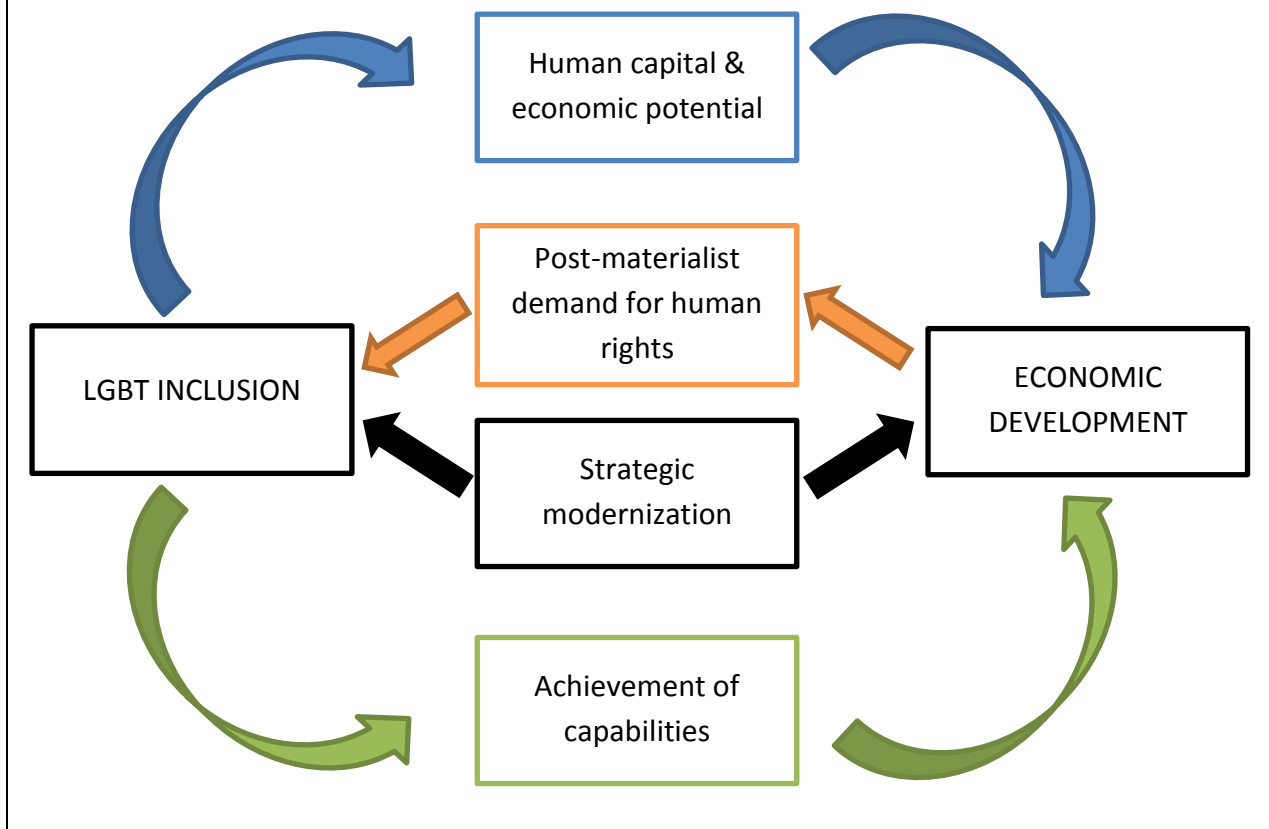 Human capital &
economic potential
Post-materialist
demand for human
rights
LGBT INCLUSION
ECONOMIC
DEVELOPMENT
Strategic
modernization
Achievement of
capabilities